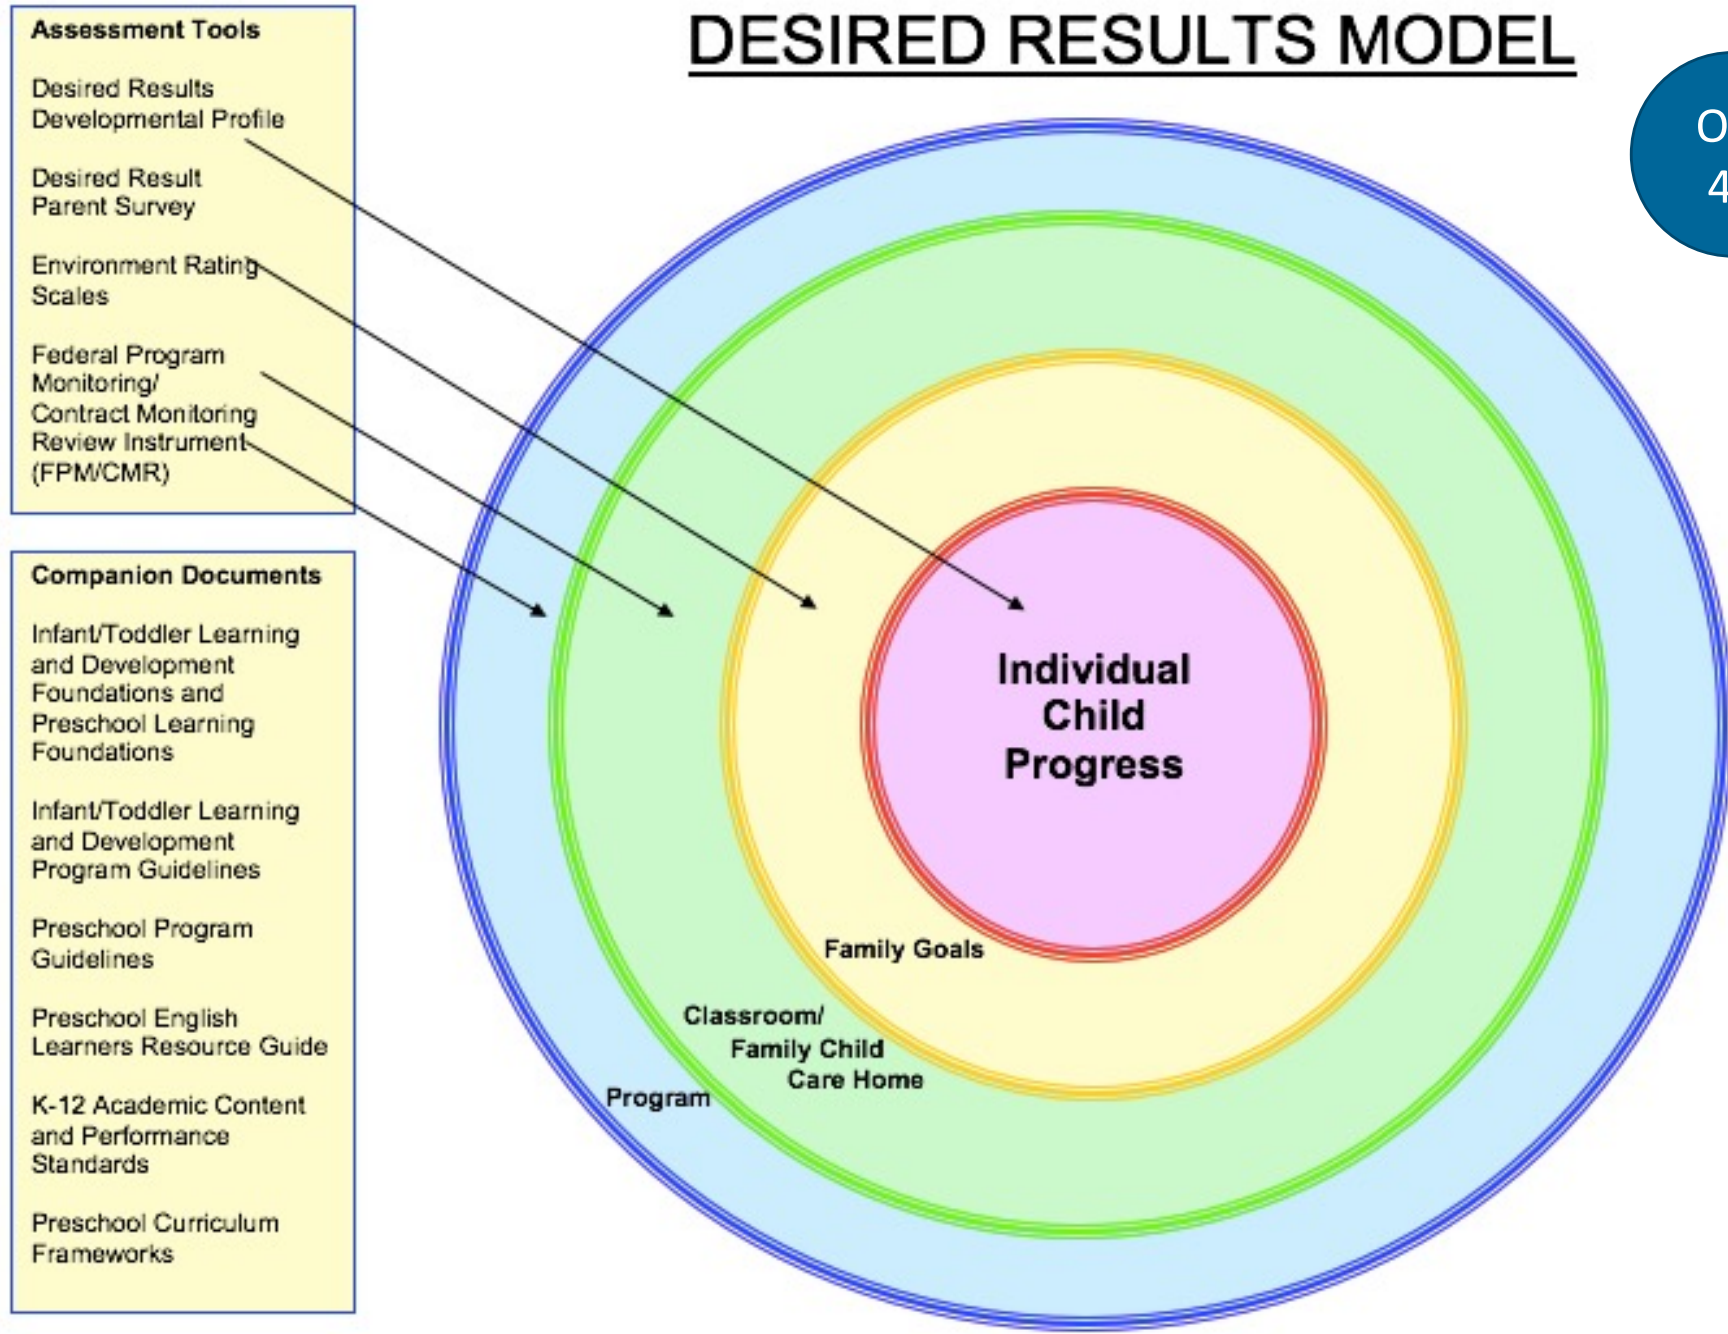 DESIRED RESULTS MODEL
Assessment Tools
Desired Results
Developmental Profile
Desired Result
Parent Survey
Environment Rating
Scales
Federal Program
Monitoring/
Contract Monitoring
Review Instrument
(FPM/CMR)
Companion Documents
Infant/Toddler Learning
and Development
Foundations and
Preschool Learning
Foundations
Infant/Toddler Learning
and Development
Program Guidelines
Preschool Program
Guidelines
Preschool English
Learners Resource Guide
K-12 Academic Content
and Performance
Standards
Preschool Curriculum
Frameworks
Individual
Child
Progress
Family Goals
Classroom/
Family Child
Care Home
Program